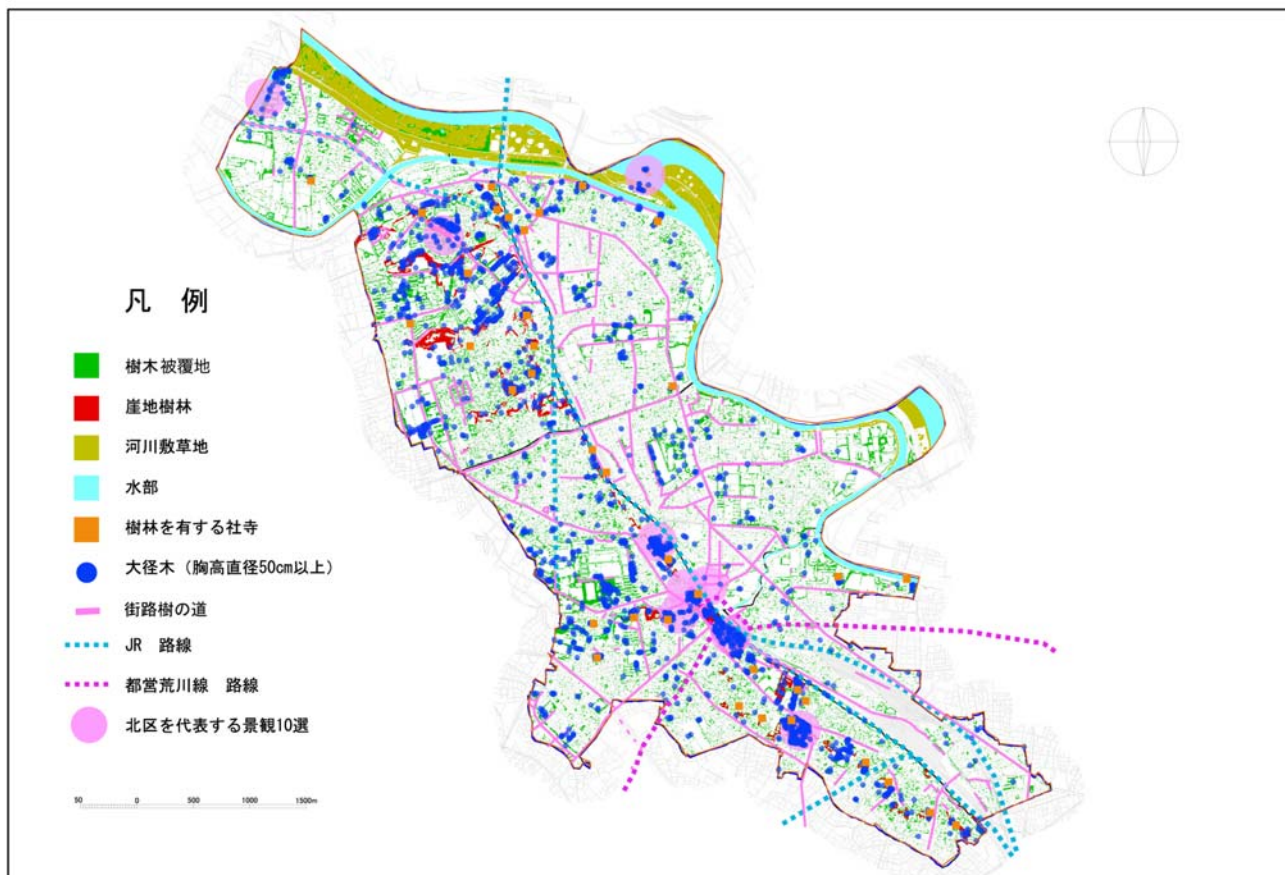 凡 例
樹木被覆地
崖地樹林
河川敷草地
水部
樹林を有する社寺
大径木（胸高直径50cm以上）
街路樹の道
JR 路線
都営荒川線 路線
北区を代表する景観10選
50 0 500 1000 1500m